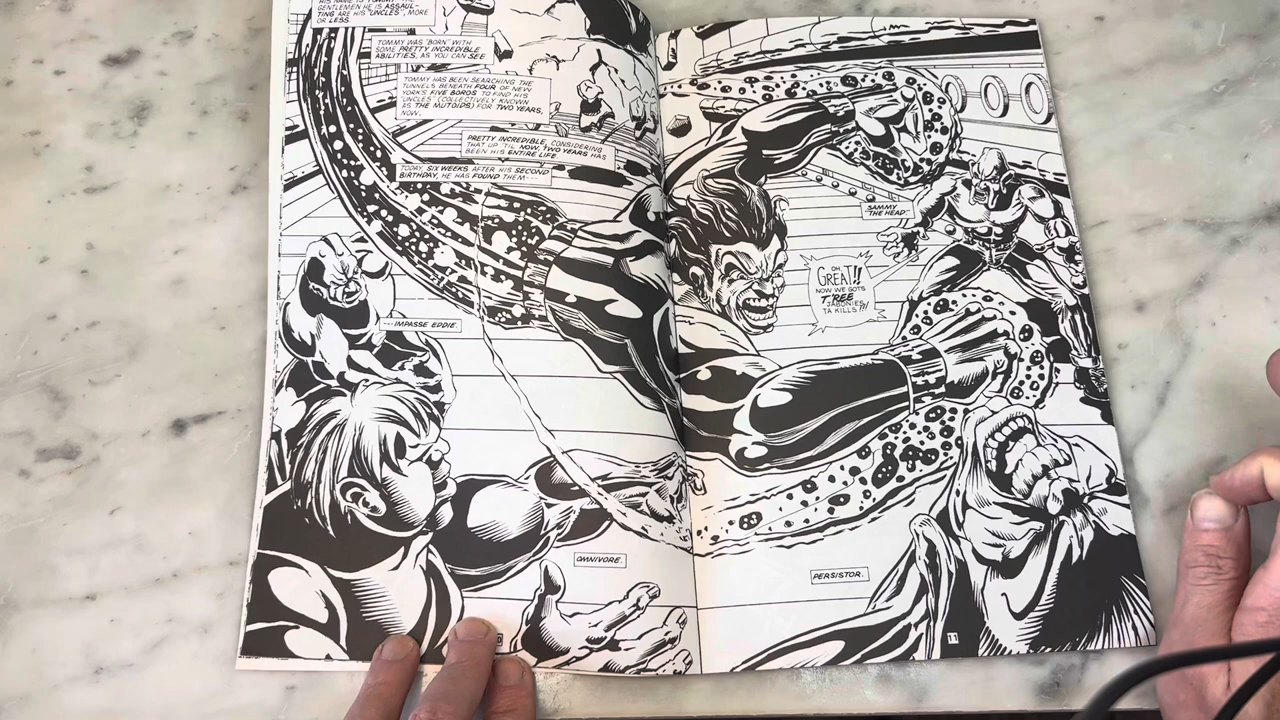 GENTLEMEN HE IS ASSAUL-
TING ARE HIS "UNCLES", MORE
OR LESS.
TOMMY WAS "BORN" WITH
SOME PRETTY INCREDIBLE
ABILITIES, AS YOU CAN SEE.
TOMMY HAS BEEN SEARCHING THE
TUNNELS BENEATH FOUR OF NEW
YORK'S FIVE BOROS TO FIND HIS
"UNCLES" (COLLECTIVELY KNOWN
AS THE MUTOIDS) FOR TWO YEARS,
NOW.
PRETTY INCREDIBLE, CONSIDERING
THAT UP 'TIL NOW, TWO YEARS HAS
BEEN HIS ENTIRE LIFE.
TODAY, SIX WEEKS AFTER HIS SECOND
BIRTHDAY, HE HAS FOUND THEM---
---IMPASSE EDDIE.
OMNIVORE.
SAMMY
"THE HEAD".
OH,
GREAT!!
NOW WE GOTS
T'REE
JABONIES
TA KILLS!!!
PERSISTOR.
11